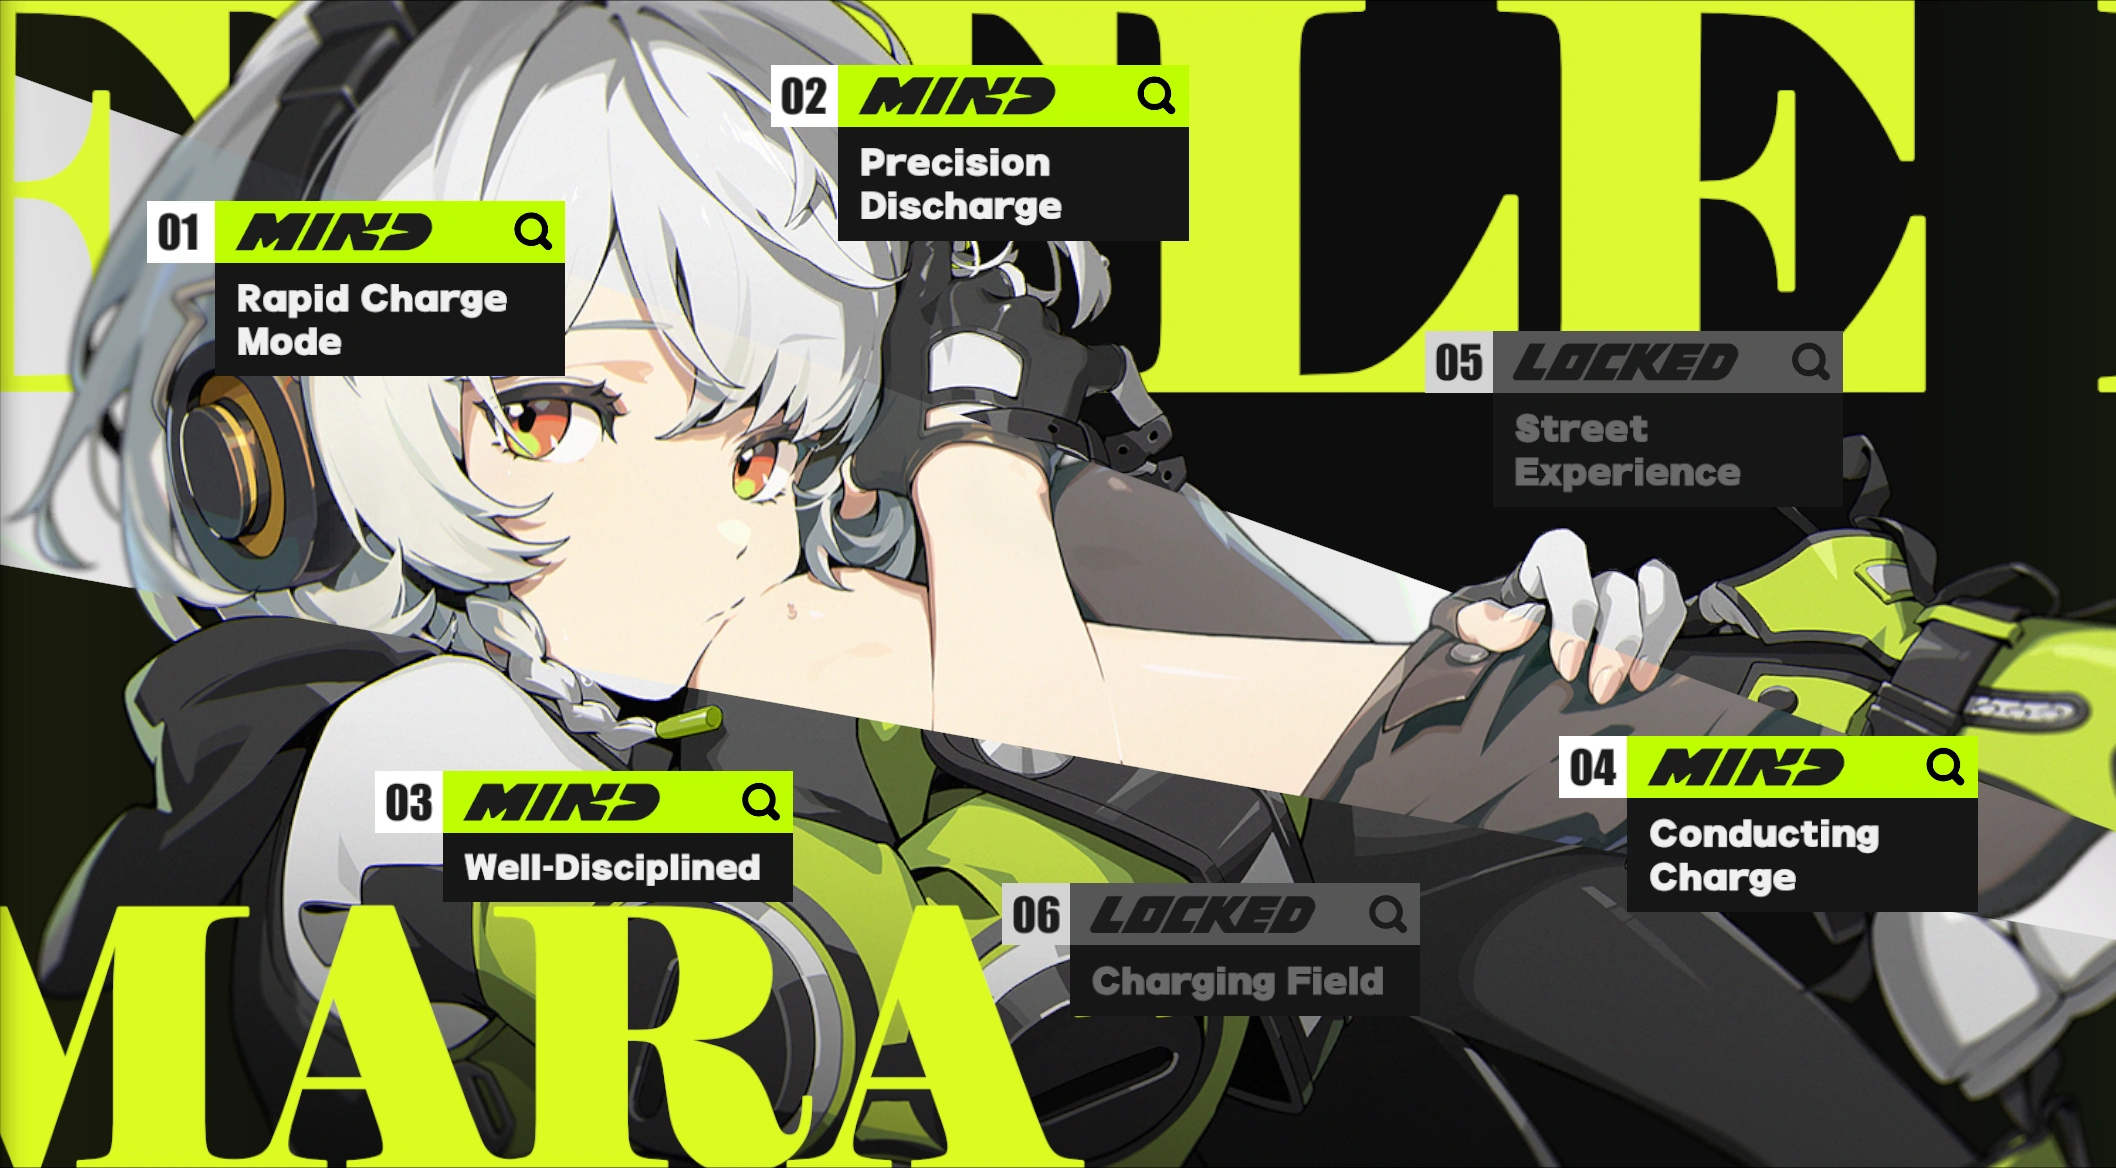 ELLE
02 MIND
Precision
Discharge
01 MIND
Rapid Charge
Mode
05 LOCKED
Street
Experience
03 MIND
Well-Disciplined
04 MIND
Conducting
Charge
06 LOCKED
Charging Field
MARA